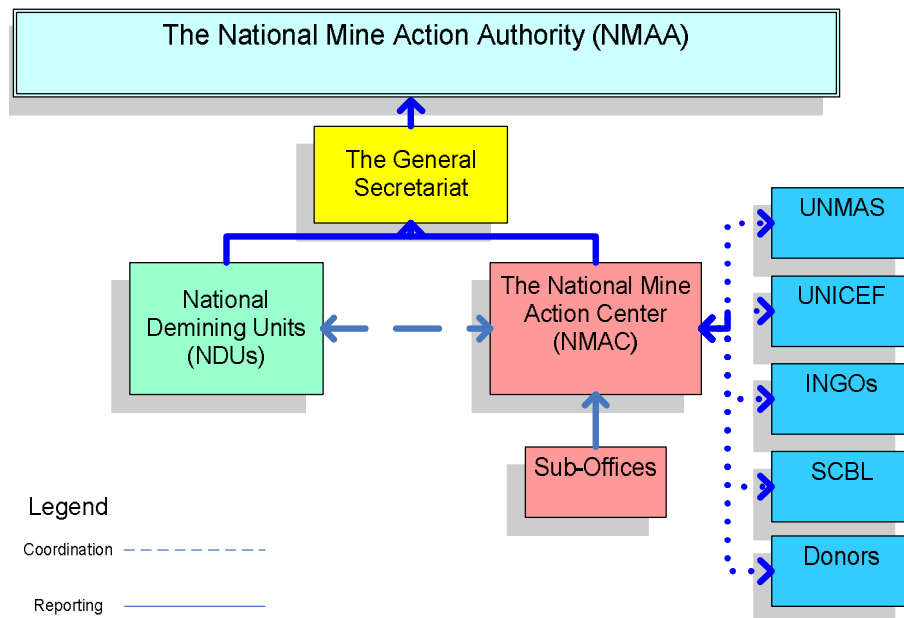 The National Mine Action Authority (NMAA)
The General
Secretariat
National
Demining Units
(NDUs)
The National Mine
Action Center
(NMAC)
Sub-Offices
UNMAS
UNICEF
INGOs
SCBL
Donors
Legend
Coordination
Reporting